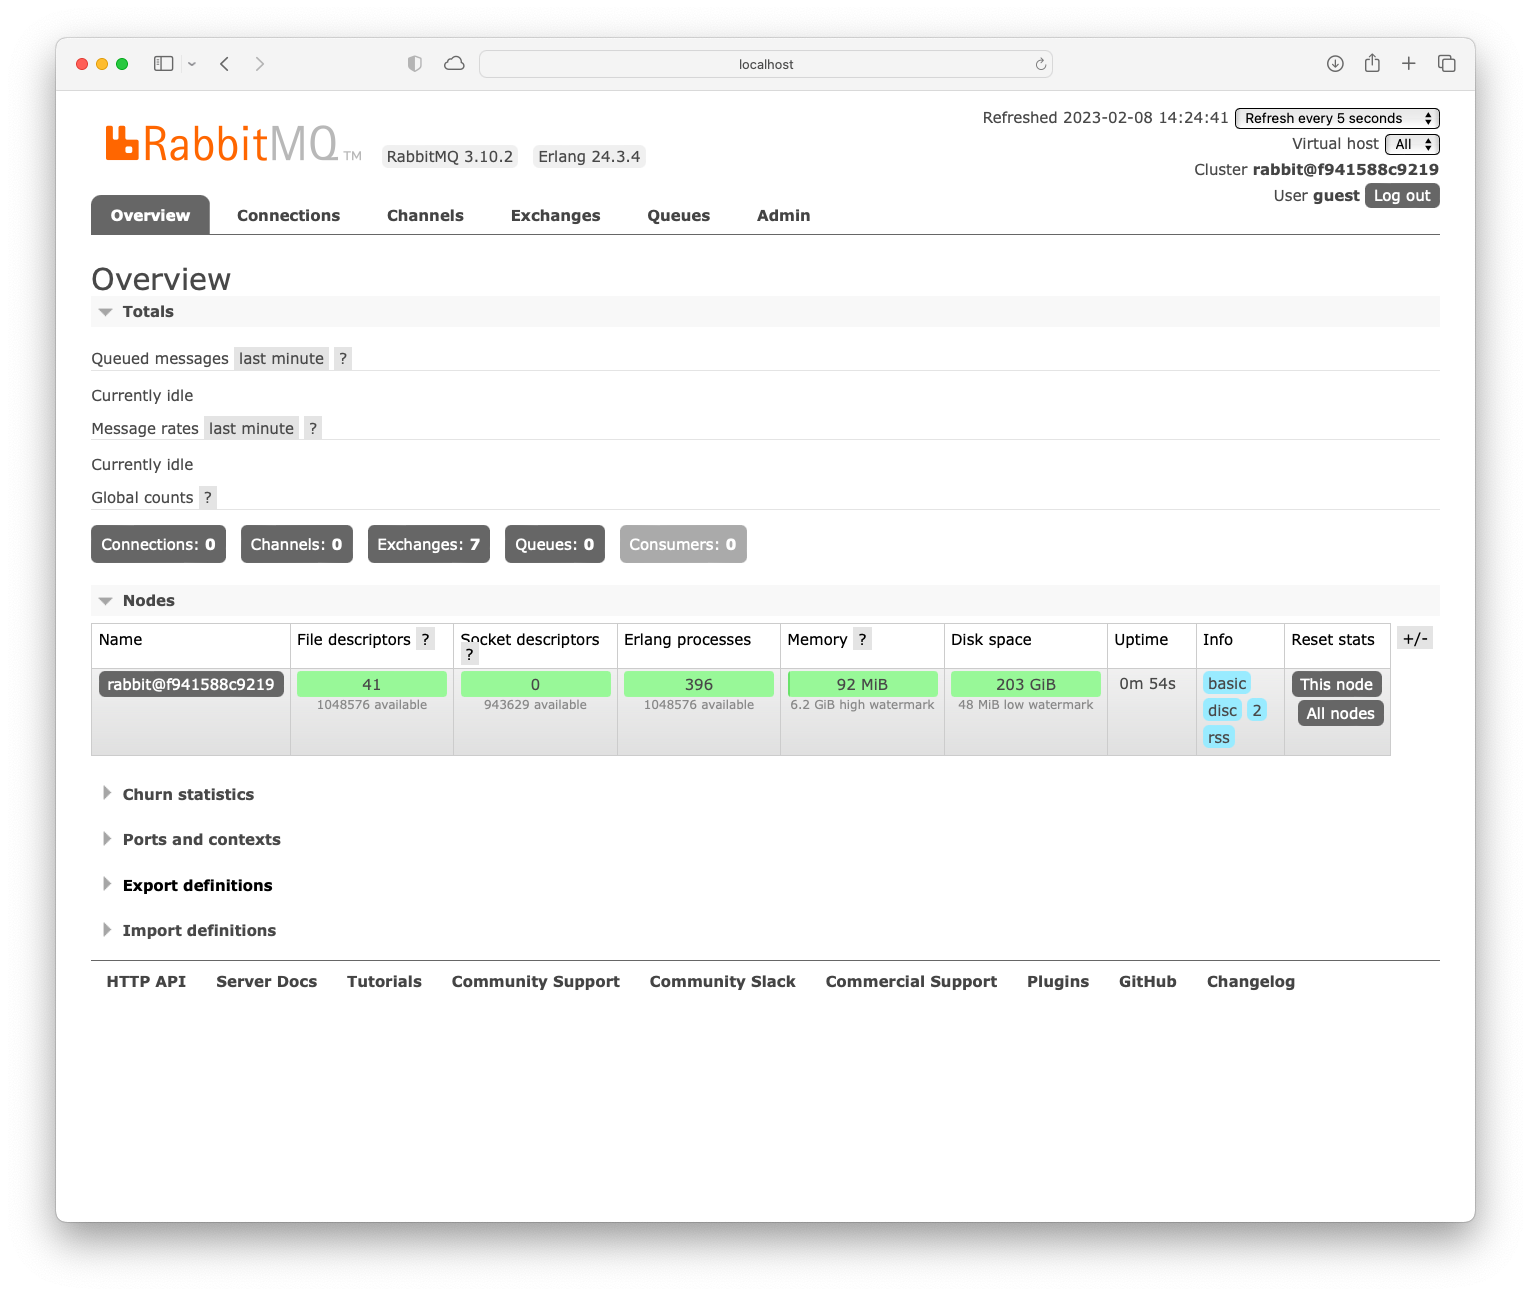 localhost
Refreshed 2023-02-08 14:24:41 Refresh every 5 seconds
Virtual host All
Cluster rabbit@f941588c9219
User guest Log out
RabbitMQ TM RabbitMQ 3.10.2 Erlang 24.3.4
Overview Connections Channels Exchanges Queues Admin
Overview
Totals
Queued messages last minute ?
Currently idle
Message rates last minute ?
Currently idle
Global counts ?
Connections: 0 Channels: 0 Exchanges: 7 Queues: 0 Consumers: 0
Nodes
Name File descriptors ? Socket descriptors ? Erlang processes Memory ? Disk space Uptime Info Reset stats +/-
rabbit@f941588c9219 41 0 396 92 MiB 203 GiB 0m 54s basic This node
1048576 available 943629 available 1048576 available 6.2 GiB high watermark 48 MiB low watermark disc 2 All nodes
rss
Churn statistics
Ports and contexts
Export definitions
Import definitions
HTTP API Server Docs Tutorials Community Support Community Slack Commercial Support Plugins GitHub Changelog